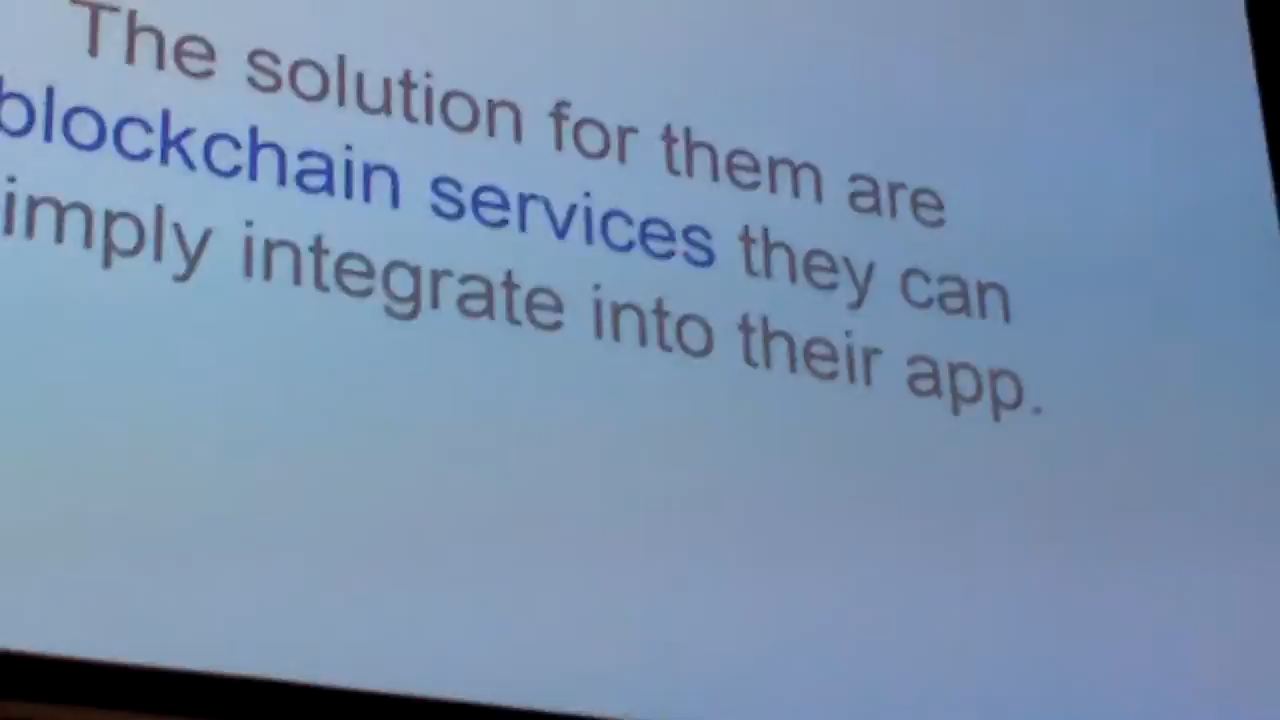 The solution for them are
blockchain services they can
imply integrate into their app.